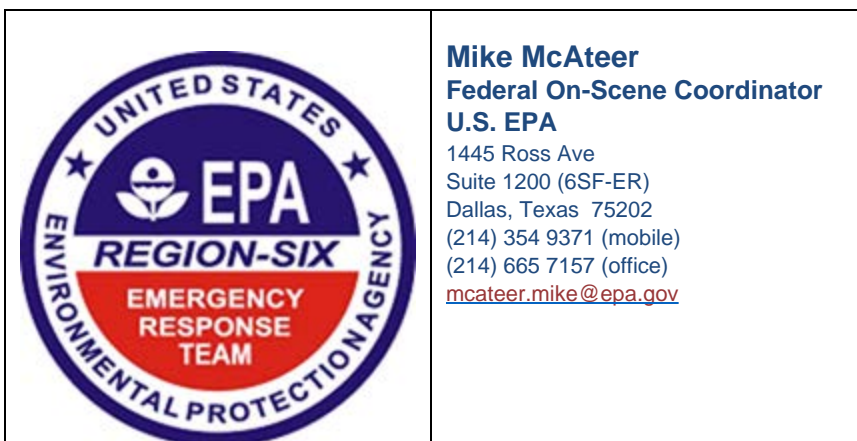 UNITED STATES
EPA
REGION-SIX
EMERGENCY
RESPONSE
TEAM
ENVIRONMENTAL PROTECTION AGENCY
Mike McAteer
Federal On-Scene Coordinator
U.S. EPA
1445 Ross Ave
Suite 1200 (6SF-ER)
Dallas, Texas  75202
(214) 354 9371 (mobile)
(214) 665 7157 (office)
mcateer.mike@epa.gov